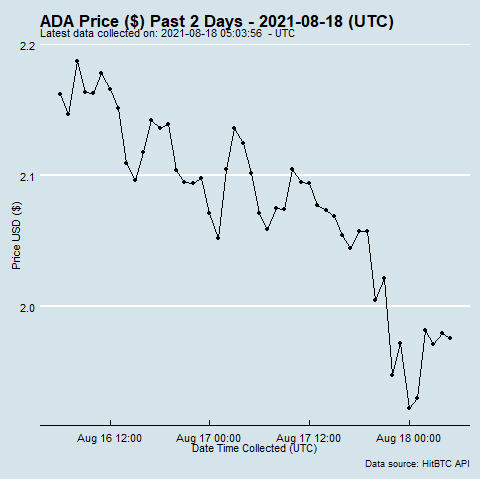 ADA Price ($) Past 2 Days - 2021-08-18 (UTC)
Latest data collected on: 2021-08-18 05:03:56  - UTC
2.2
2.1
2.0
Price USD ($)
Aug 16 12:00
Aug 17 00:00
Aug 17 12:00
Aug 18 00:00
Date Time Collected (UTC)
Data source: HitBTC API